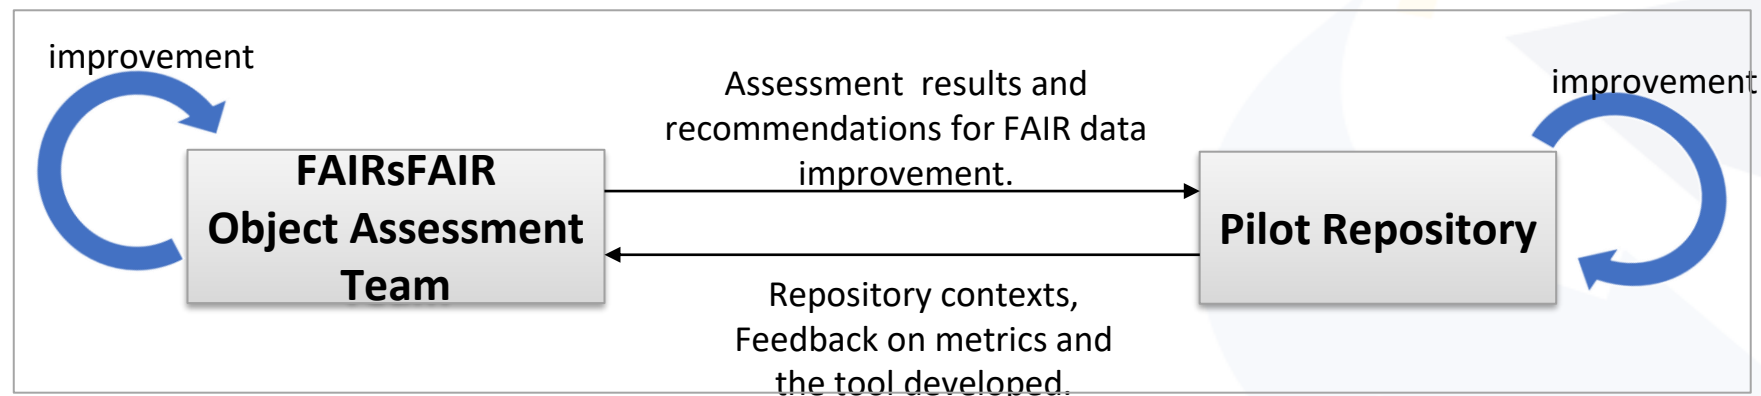 improvement
Assessment results and
recommendations for FAIR data
improvement.
improvement
FAIRsFAIR
Object Assessment
Team
Pilot Repository
Repository contexts,
Feedback on metrics and
the tool developed.